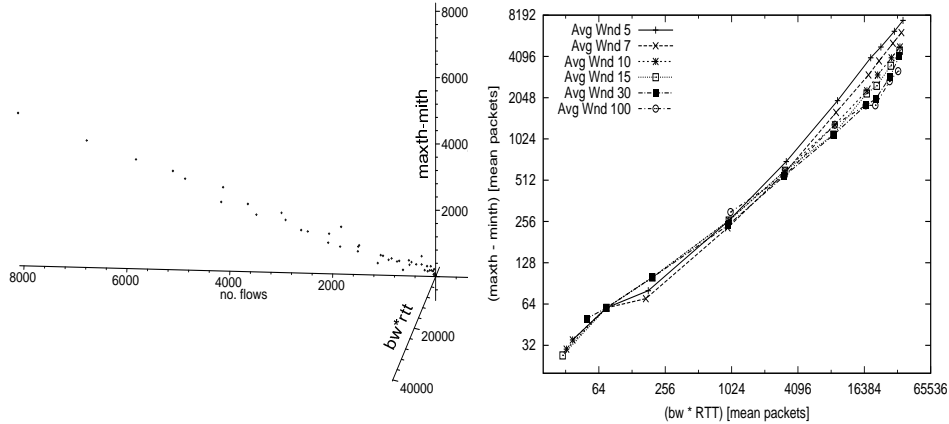 8000
6000
4000
2000
maxth-mith
8000
6000
4000
2000
no. flows
bw*rtt
20000
40000
8192
4096
2048
1024
512
256
128
64
32
(maxth - minth) [mean packets]
Avg Wnd 5
Avg Wnd 7
Avg Wnd 10
Avg Wnd 15
Avg Wnd 30
Avg Wnd 100
64
256
1024
4096
16384
65536
(bw * RTT) [mean packets]